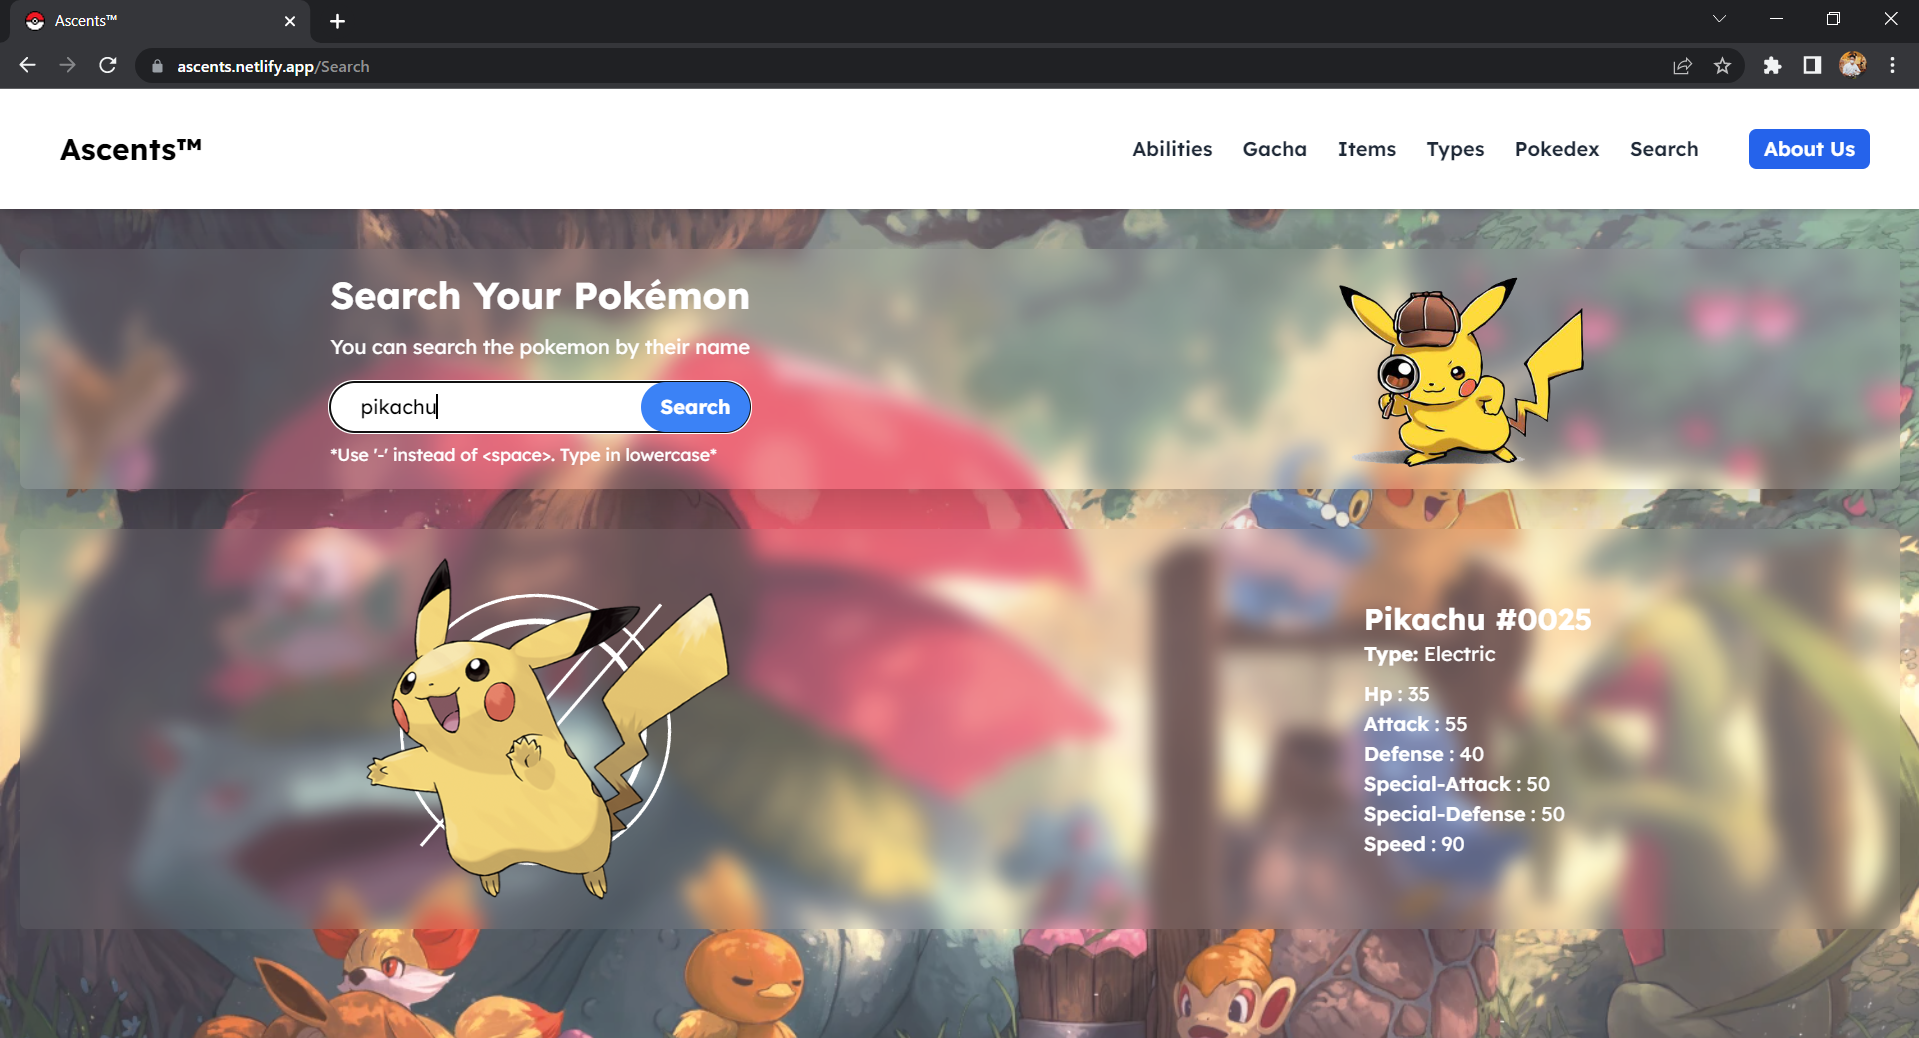 Ascents™
ascents.netlify.app/Search
Ascents™
Abilities Gacha Items Types Pokedex Search About Us
Search Your Pokémon
You can search the pokemon by their name
pikachu Search
*Use '-' instead of <space>. Type in lowercase*
Pikachu #0025
Type: Electric
Hp : 35
Attack : 55
Defense : 40
Special-Attack : 50
Special-Defense : 50
Speed : 90